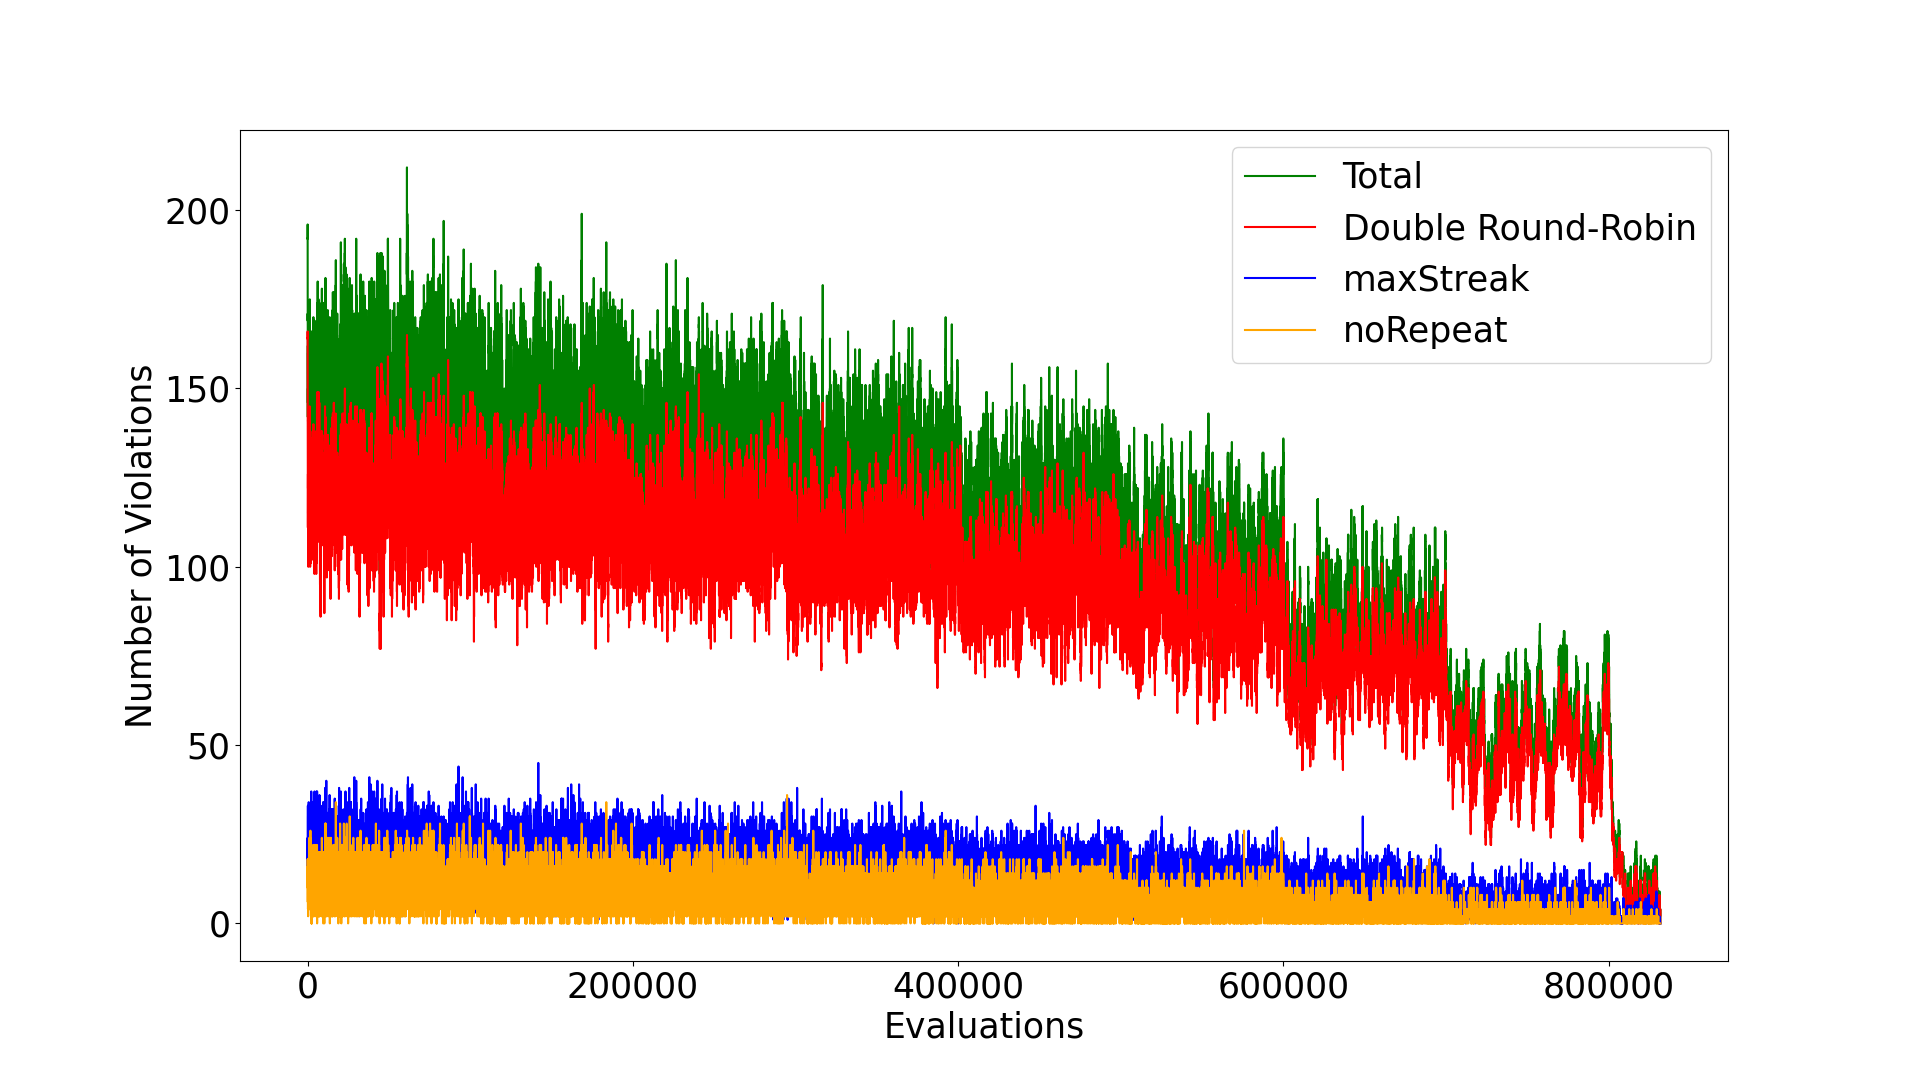 Total
Double Round-Robin
maxStreak
noRepeat
Number of Violations
200
150
100
50
0
0 200000 400000 600000 800000
Evaluations